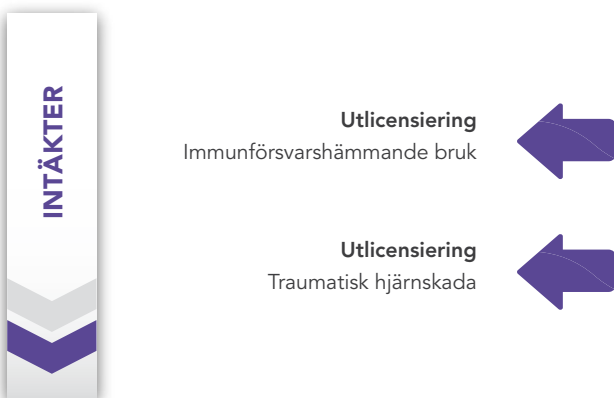 INTÄKTER
Utlicensiering
Immunförsvarshämmande bruk
Utlicensiering
Traumatisk hjärnskada